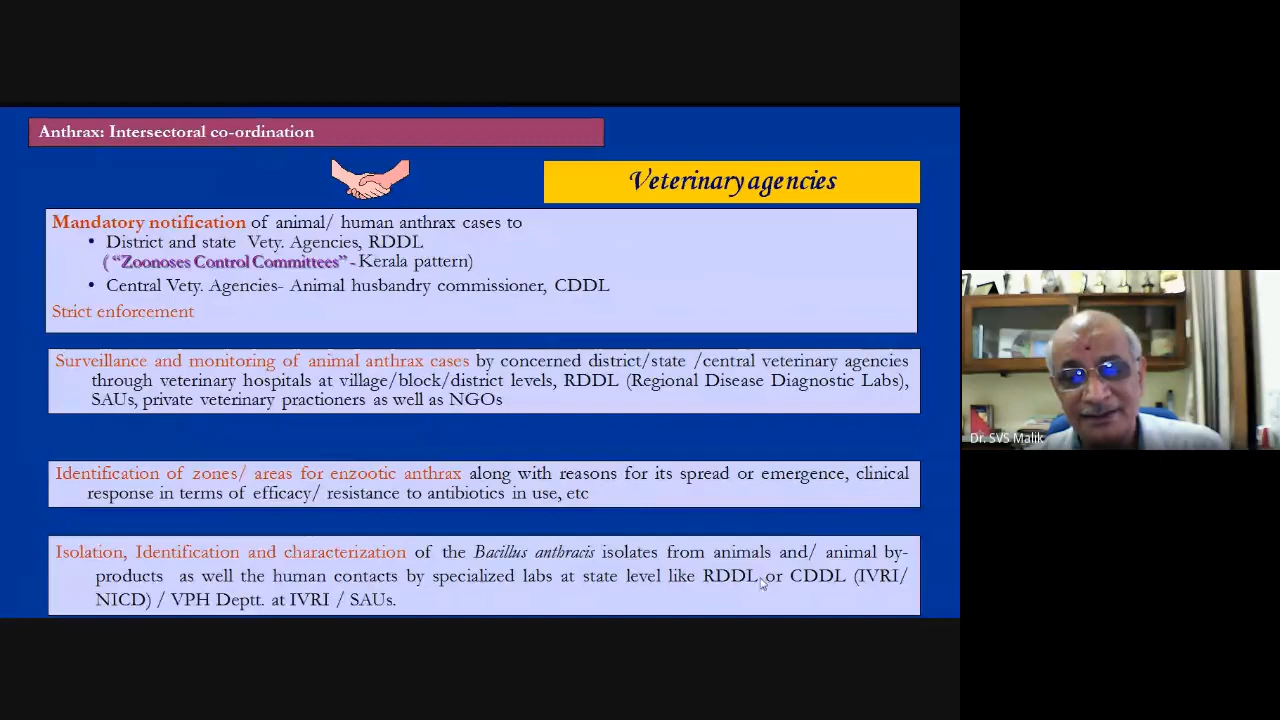 Anthrax: Intersectoral co-ordination
Veterinary agencies
Mandatory notification of animal/ human anthrax cases to
• District and state Vety. Agencies, RDDL
( “Zoonoses Control Committees” - Kerala pattern)
• Central Vety. Agencies- Animal husbandry commissioner, CDDL
Strict enforcement
Surveillance and monitoring of animal anthrax cases by concerned district/state /central veterinary agencies
through veterinary hospitals at village/block/district levels, RDDL (Regional Disease Diagnostic Labs),
SAUs, private veterinary practioners as well as NGOs
Identification of zones/ areas for enzootic anthrax along with reasons for its spread or emergence, clinical
response in terms of efficacy/ resistance to antibiotics in use, etc
Isolation, Identification and characterization of the Bacillus anthracis isolates from animals and/ animal by-
products as well the human contacts by specialized labs at state level like RDDL or CDDL (IVRI/
NICD) / VPH Deptt. at IVRI / SAUs.
Dr. SVS Malik